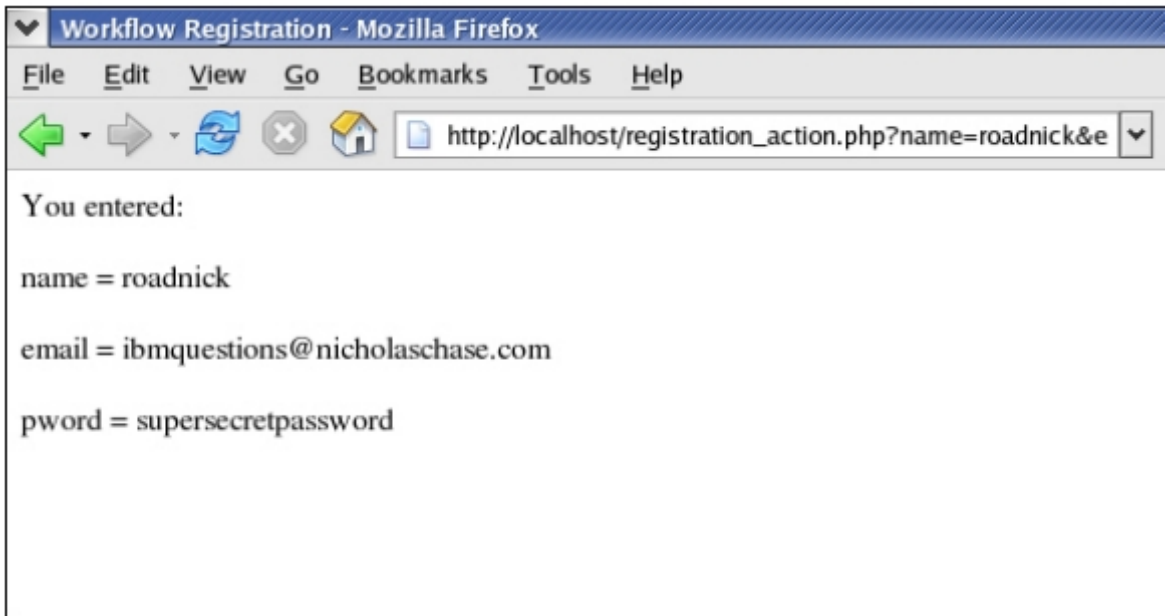 Workflow Registration - Mozilla Firefox
File Edit View Go Bookmarks Tools Help
http://localhost/registration_action.php?name=roadnick&e
You entered:
name = roadnick
email = ibmquestions@nicholaschase.com
pword = supersecretpassword